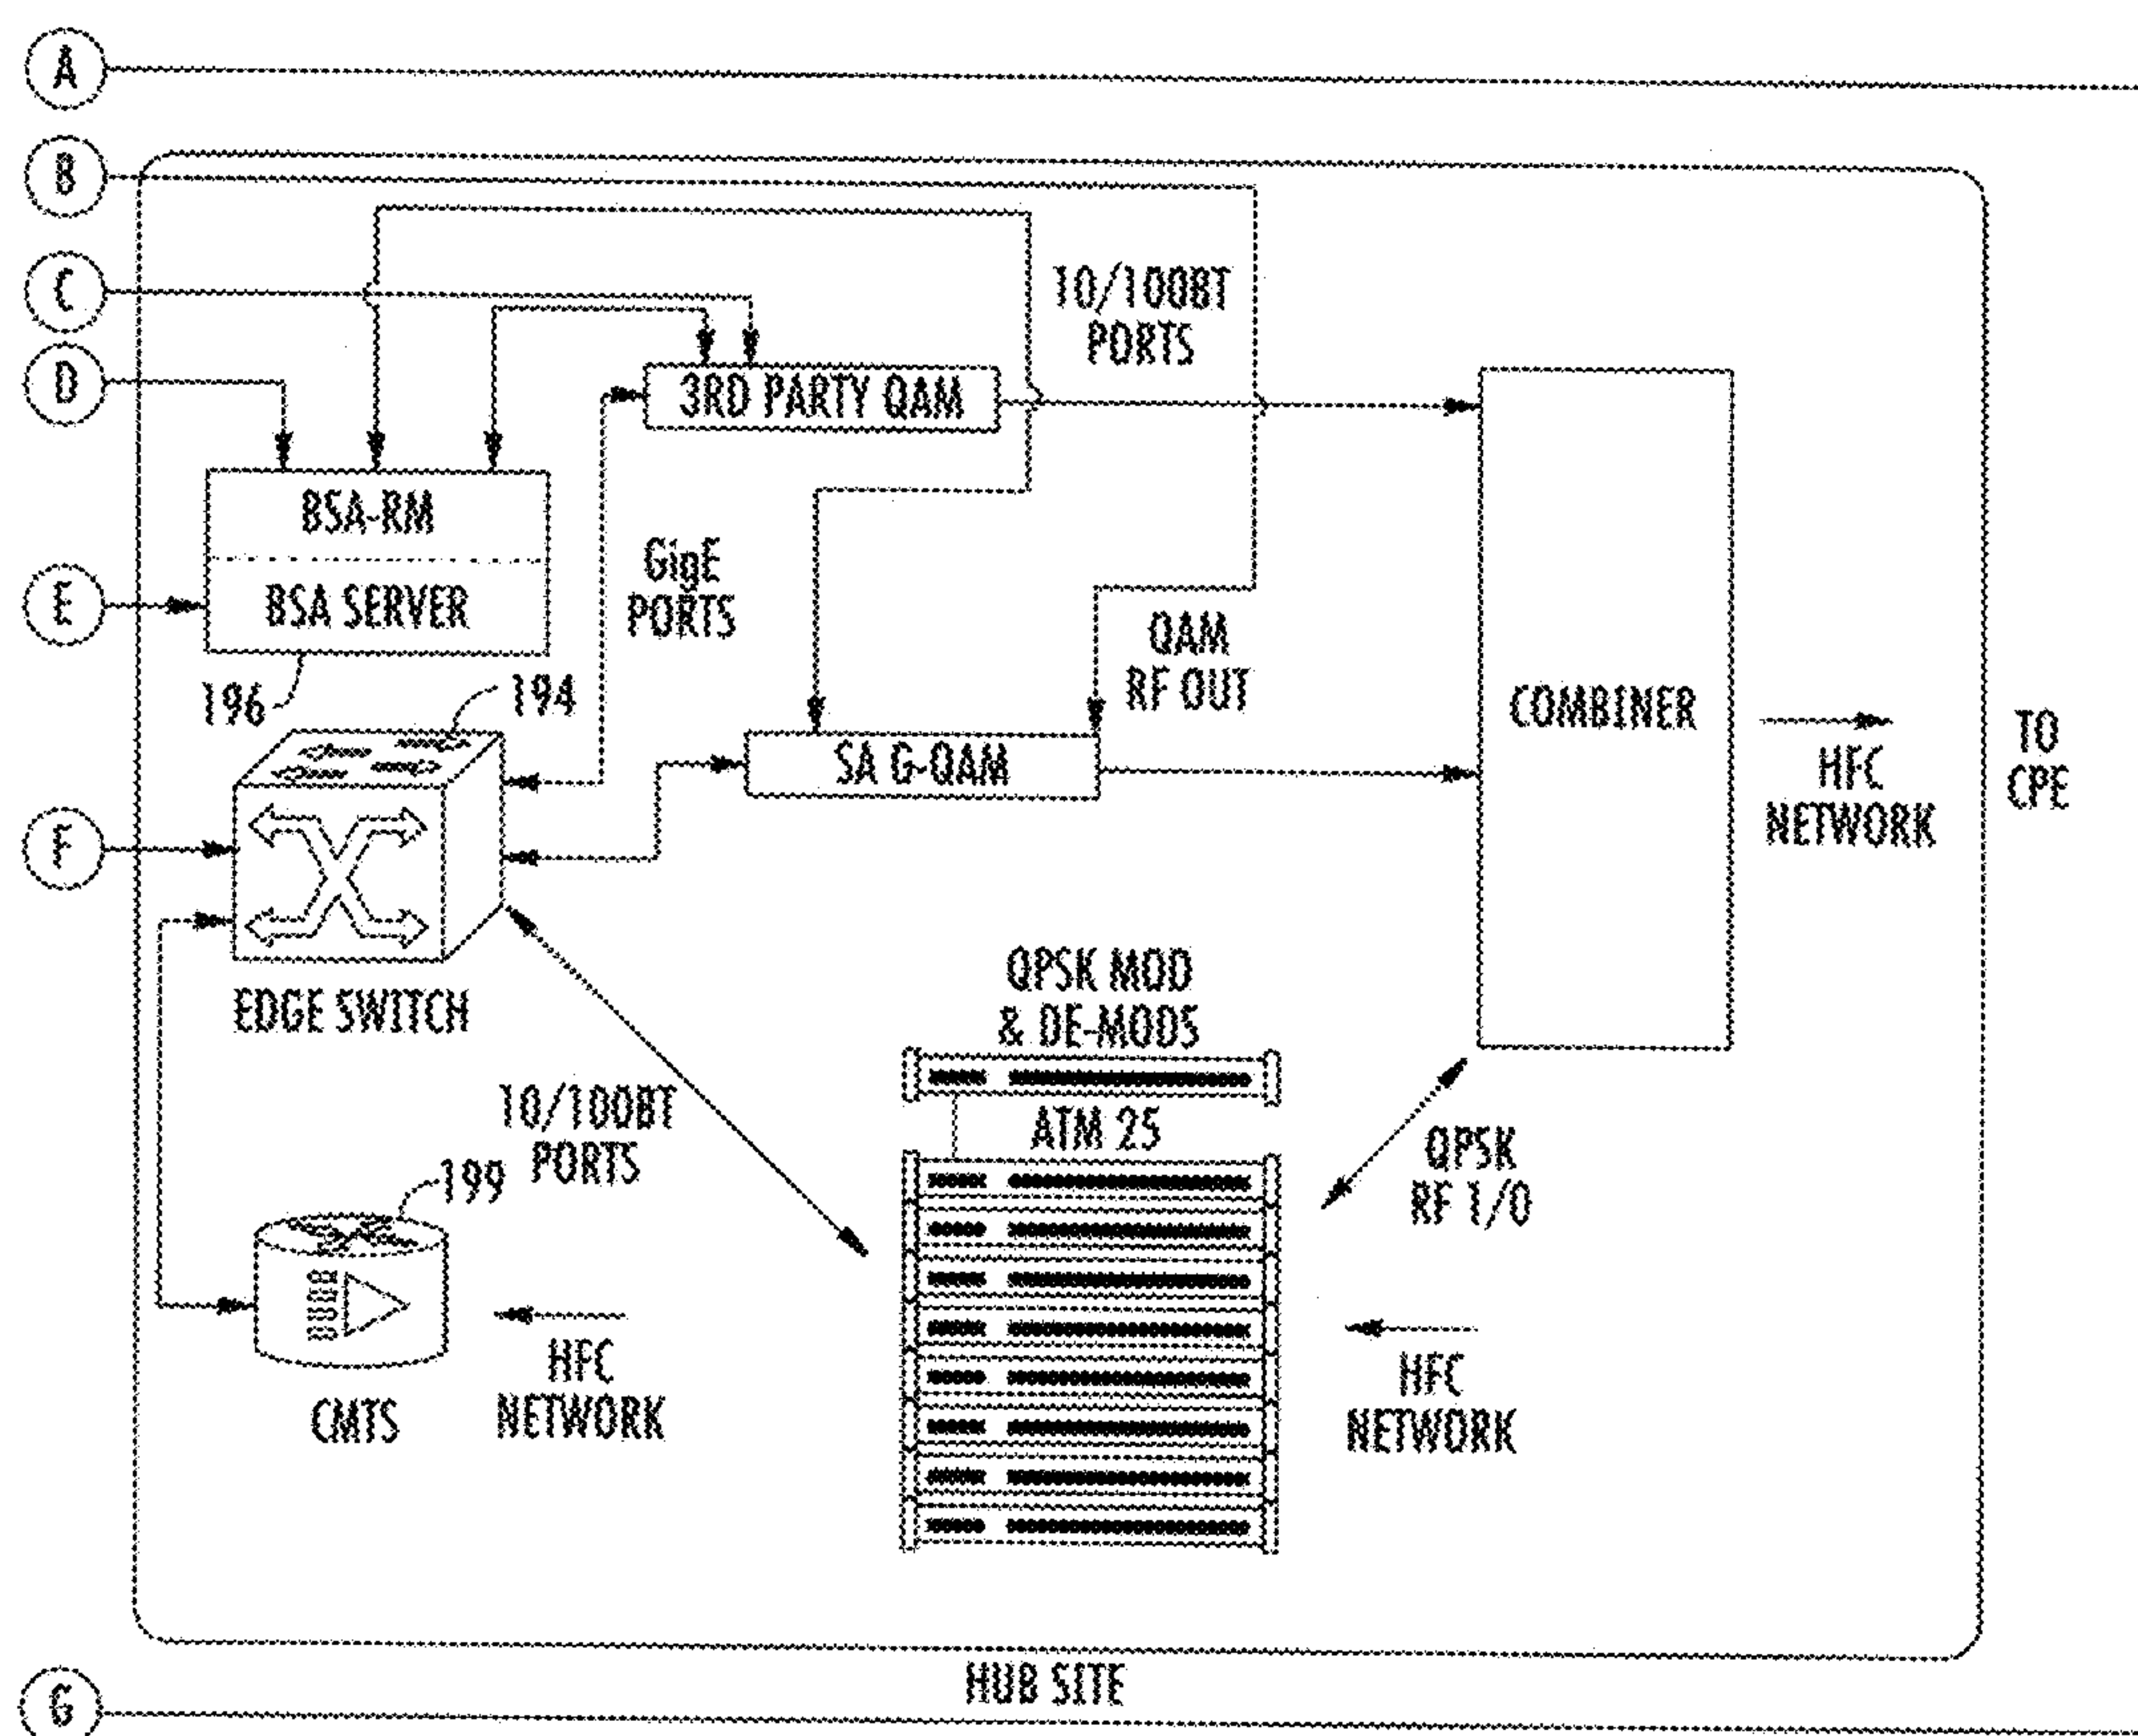 A
B
C
D
E
F
G
10/100BT
PORTS
3RD PARTY QAM
BSA-RM
BSA SERVER
196
GigE
PORTS
QAM
RF OUT
194
SA G-QAM
COMBINER
HFC
NETWORK
TO
CPE
EDGE SWITCH
QPSK MOD
& DE-MODS
ATM 25
10/100BT
PORTS
199
QPSK
RF 1/0
HFC
NETWORK
CMTS
HFC
NETWORK
HUB SITE